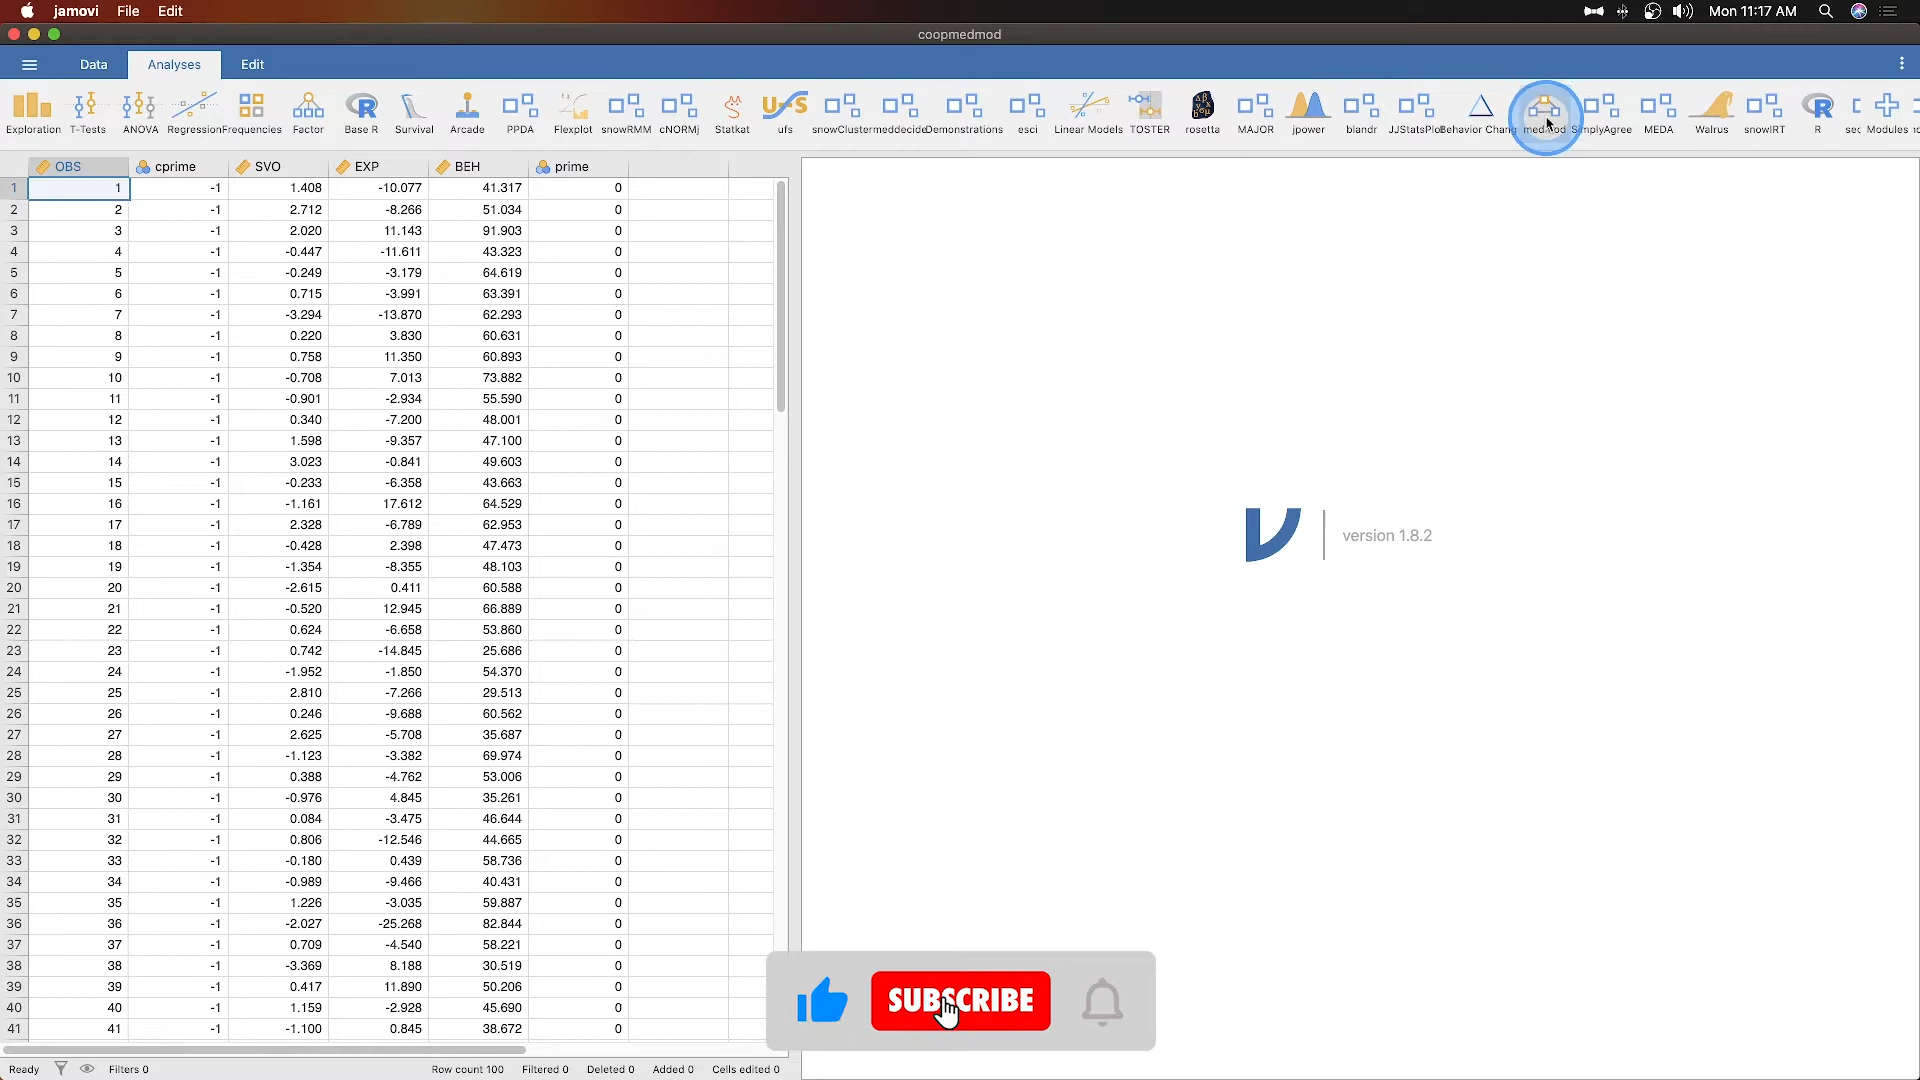 jamovi File Edit Mon 11:17 AM
coopmedmod
Data Analyses Edit
Exploration T-Tests ANOVA Regression Frequencies Factor Base R Survival Arcade PPDA Flexplot snowRMM cNORMj Statkat ufs snowCluster meddecide Demonstrations esci Linear Models TOSTER rosetta MAJOR jpower blandr JJStatsPlot Behavior Chang medmod SimplyAgree MEDA Walrus snowIRT R Modules
OBS cprime SVO EXP BEH prime
1 1 -1 1.408 -10.077 41.317 0
2 2 -1 2.712 -8.266 51.034 0
3 3 -1 2.020 11.143 91.903 0
4 4 -1 -0.447 -11.611 43.323 0
5 5 -1 -0.249 -3.179 64.619 0
6 6 -1 0.715 -3.991 63.391 0
7 7 -1 -3.294 -13.870 62.293 0
8 8 -1 0.220 3.830 60.631 0
9 9 -1 0.758 11.350 60.893 0
10 10 -1 -0.708 7.013 73.882 0
11 11 -1 -0.901 -2.934 55.590 0
12 12 -1 0.340 -7.200 48.001 0
13 13 -1 1.598 -9.357 47.100 0
14 14 -1 3.023 -0.841 49.603 0
15 15 -1 -0.233 -6.358 43.663 0
16 16 -1 -1.161 17.612 64.529 0
17 17 -1 2.328 -6.789 62.953 0
18 18 -1 -0.428 2.398 47.473 0
19 19 -1 -1.354 -8.355 48.103 0
20 20 -1 -2.615 0.411 60.588 0
21 21 -1 -0.520 12.945 66.889 0
22 22 -1 0.624 -6.658 53.860 0
23 23 -1 0.742 -14.845 25.686 0
24 24 -1 -1.952 -1.850 54.370 0
25 25 -1 2.810 -7.266 29.513 0
26 26 -1 0.246 -9.688 60.562 0
27 27 -1 2.625 -5.708 35.687 0
28 28 -1 -1.123 -3.382 69.974 0
29 29 -1 0.388 -4.762 53.006 0
30 30 -1 -0.976 4.845 35.261 0
31 31 -1 0.084 -3.475 46.644 0
32 32 -1 0.806 -12.546 44.665 0
33 33 -1 -0.180 0.439 58.736 0
34 34 -1 -0.989 -9.466 40.431 0
35 35 -1 1.226 -3.035 59.887 0
36 36 -1 -2.027 -25.268 82.844 0
37 37 -1 0.709 -4.540 58.221 0
38 38 -1 -3.369 8.188 30.519 0
39 39 -1 0.417 11.890 50.206 0
40 40 -1 1.159 -2.928 45.690 0
41 41 -1 -1.100 0.845 38.672 0
version 1.8.2
SUBSCRIBE
Ready Filters 0 Row count 100 Filtered 0 Deleted 0 Added 0 Cells edited 0